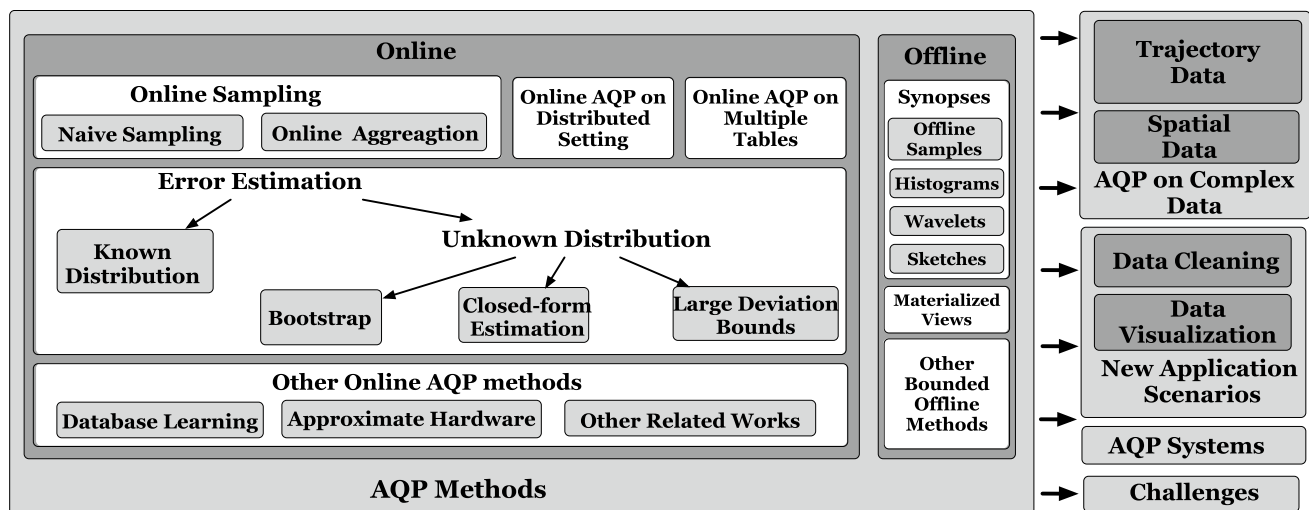 Online
Online Sampling
Naive Sampling
Online Aggreagtion
Online AQP on
Distributed
Setting
Online AQP on
Multiple
Tables
Error Estimation
Known
Distribution
Unknown Distribution
Bootstrap
Closed-form
Estimation
Large Deviation
Bounds
Other Online AQP methods
Database Learning
Approximate Hardware
Other Related Works
Offline
Synopses
Offline
Samples
Histograms
Wavelets
Sketches
Materialized
Views
Other
Bounded
Offline
Methods
AQP Methods
Trajectory
Data
Spatial
Data
AQP on Complex
Data
Data Cleaning
Data
Visualization
New Application
Scenarios
AQP Systems
Challenges